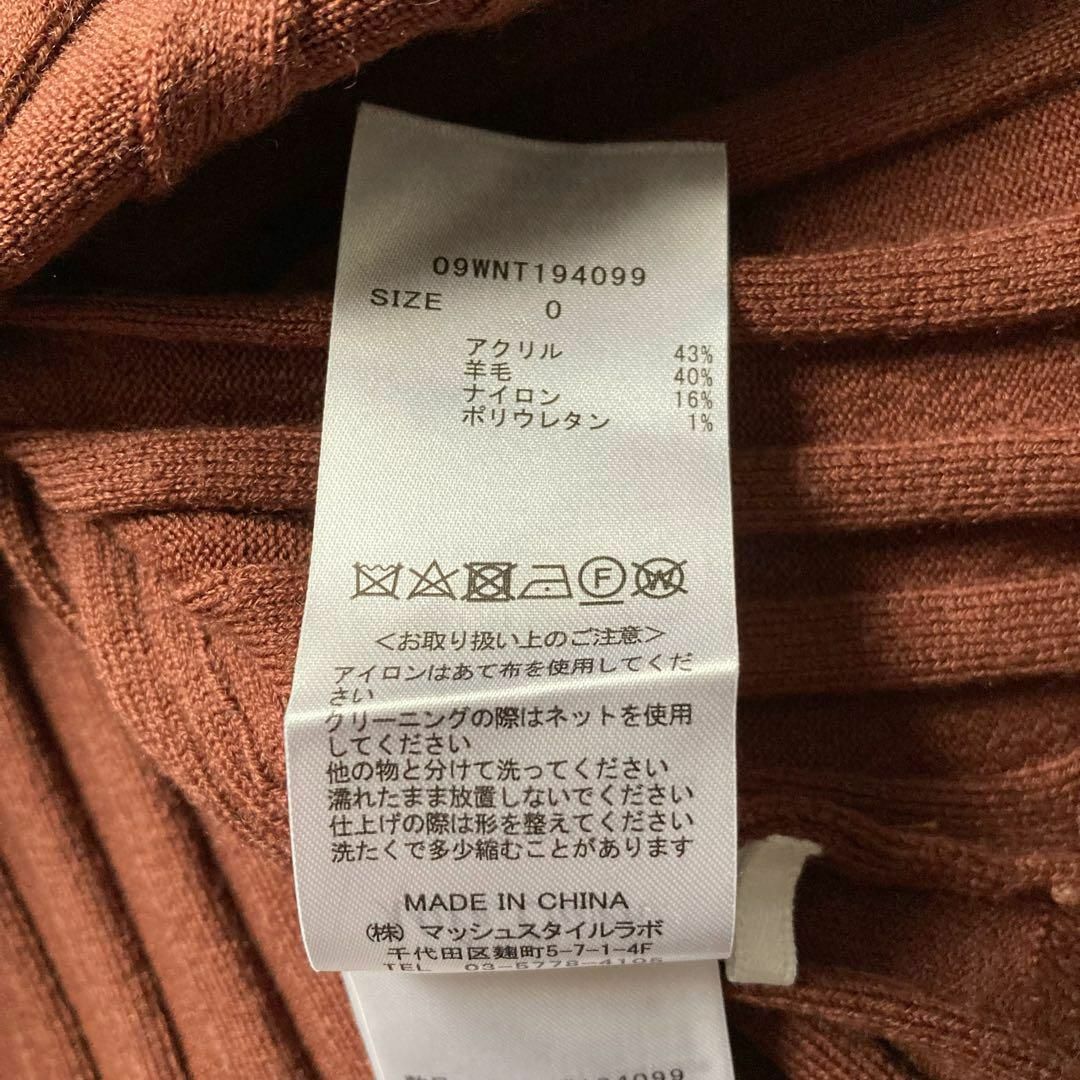 09WNT194099
SIZE 0
アクリル 43%
羊毛 40%
ナイロン 16%
ポリウレタン 1%
F W
＜お取り扱い上のご注意＞
アイロンはあて布を使用してくだ
さい
クリーニングの際はネットを使用
してください
他の物と分けて洗ってください
濡れたまま放置しないでください
仕上げの際は形を整えてください
洗たくで多少縮むことがあります
MADE IN CHINA
(株) マッシュスタイルラボ
千代田区麹町5-7-1-4F
TEL 03-5778-4105